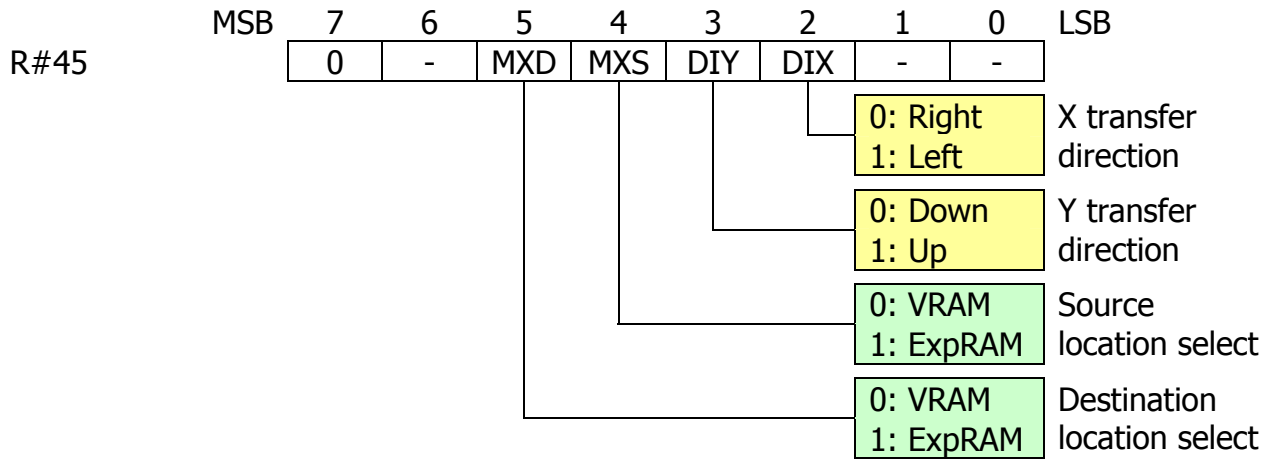 MSB 7 6 5 4 3 2 1 0 LSB
R#45 0 - MXD MXS DIY DIX - -
0: Right X transfer
1: Left direction
0: Down Y transfer
1: Up direction
0: VRAM Source
1: ExpRAM location select
0: VRAM Destination
1: ExpRAM location select